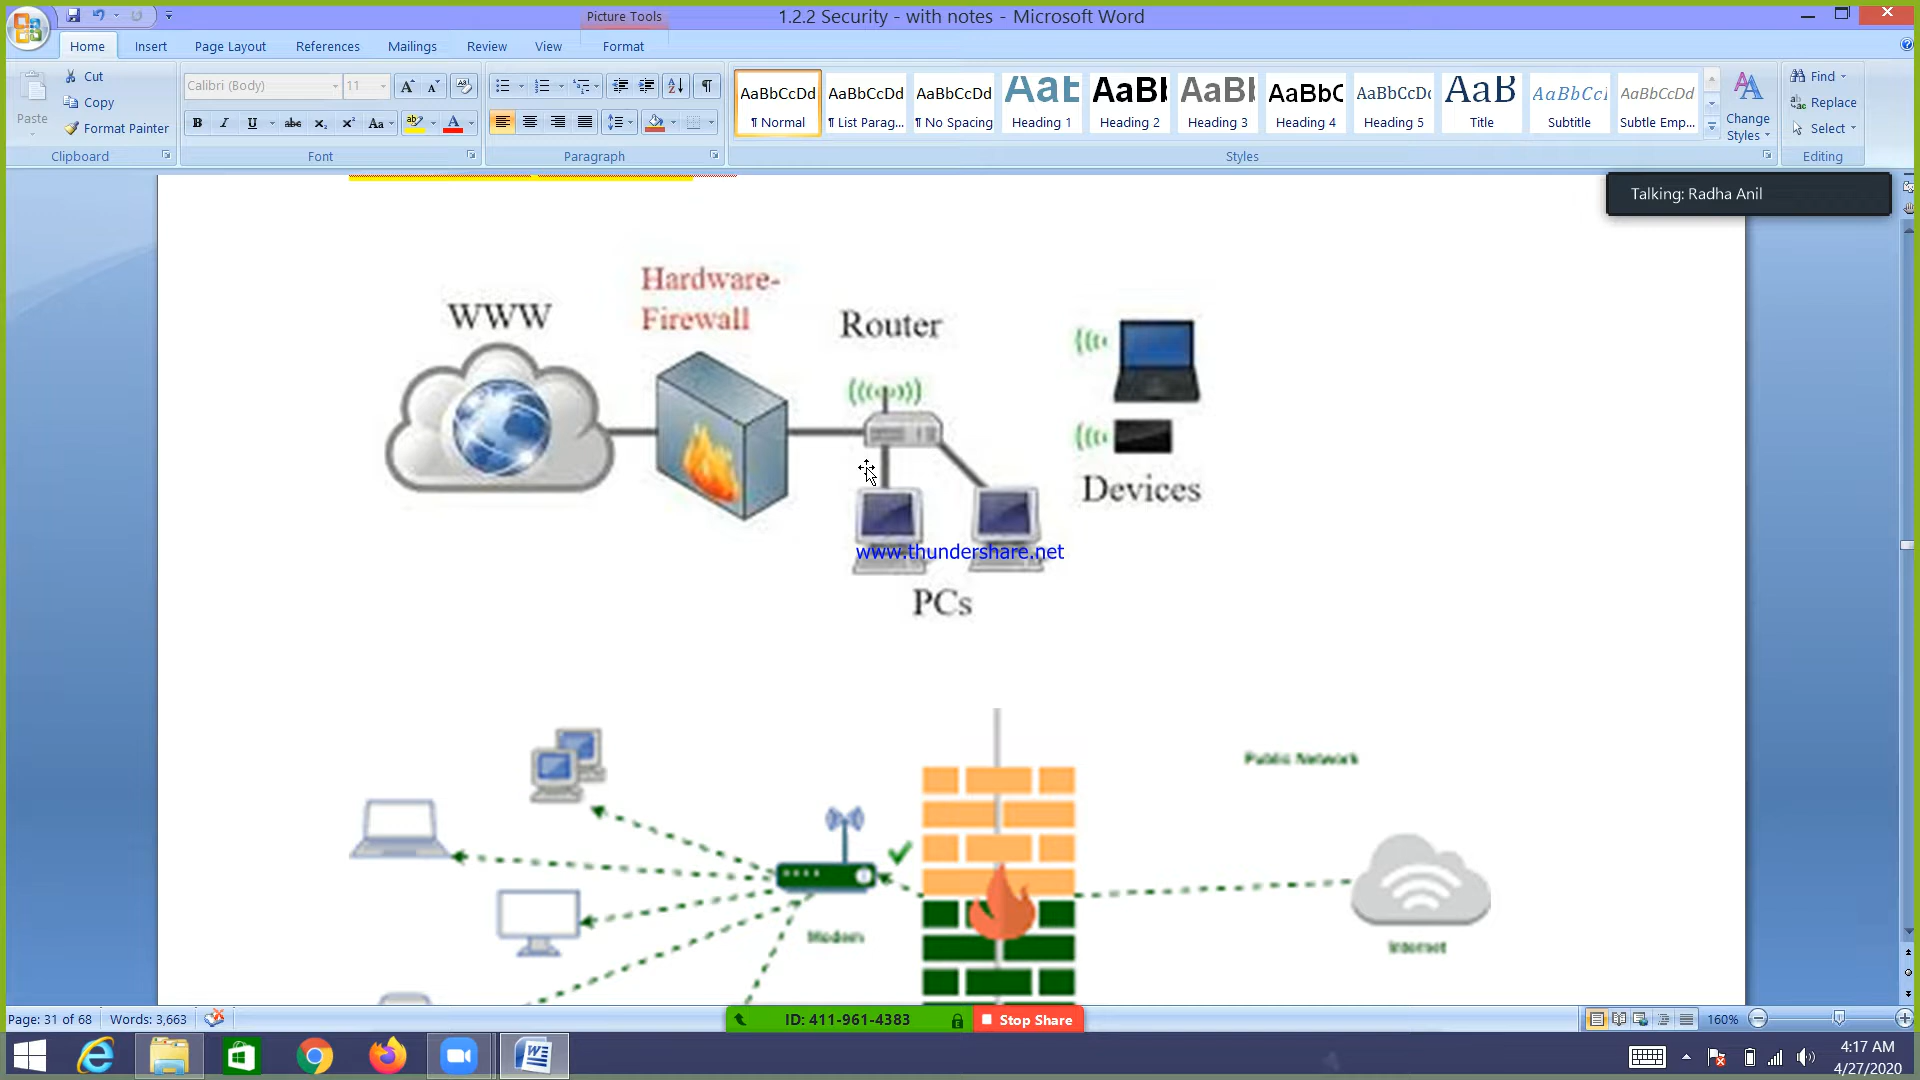 Picture Tools
1.2.2 Security - with notes - Microsoft Word
Home Insert Page Layout References Mailings Review View Format
Paste
Cut
Copy
Format Painter
Clipboard
Calibri (Body) 11
Font
Paragraph
AaBbCcDd AaBbCcDd AaBbCcDd AaB AaBb AaBb AaBbC AaBbCcDc AaB AaBbCcl AaBbCcDd
¶ Normal ¶ List Parag... ¶ No Spacing Heading 1 Heading 2 Heading 3 Heading 4 Heading 5 Title Subtitle Subtle Emp...
Styles
Change
Styles
Find
Replace
Select
Editing
Talking: Radha Anil
WWW
Hardware-
Firewall
Router
Devices
www.thundershare.net
PCs
Public Network
Modem
Internet
Page: 31 of 68 Words: 3,663
ID: 411-961-4383
Stop Share
160%
4:17 AM
4/27/2020